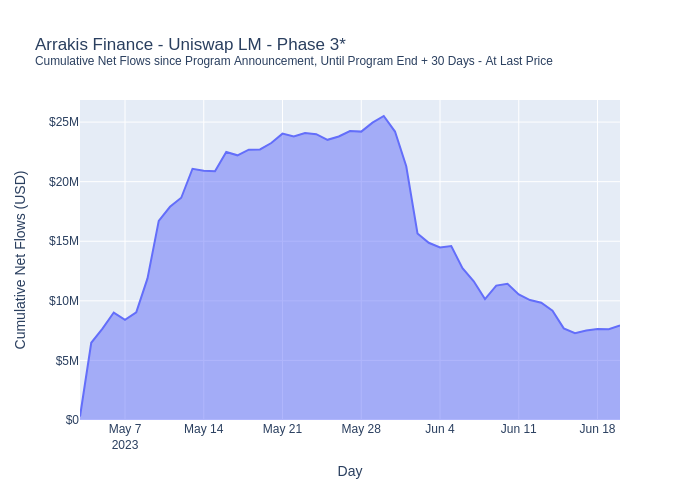 Arrakis Finance - Uniswap LM - Phase 3*
Cumulative Net Flows since Program Announcement, Until Program End + 30 Days - At Last Price
Cumulative Net Flows (USD)
$25M
$20M
$15M
$10M
$5M
$0
May 7
2023
May 14
May 21
May 28
Jun 4
Jun 11
Jun 18
Day